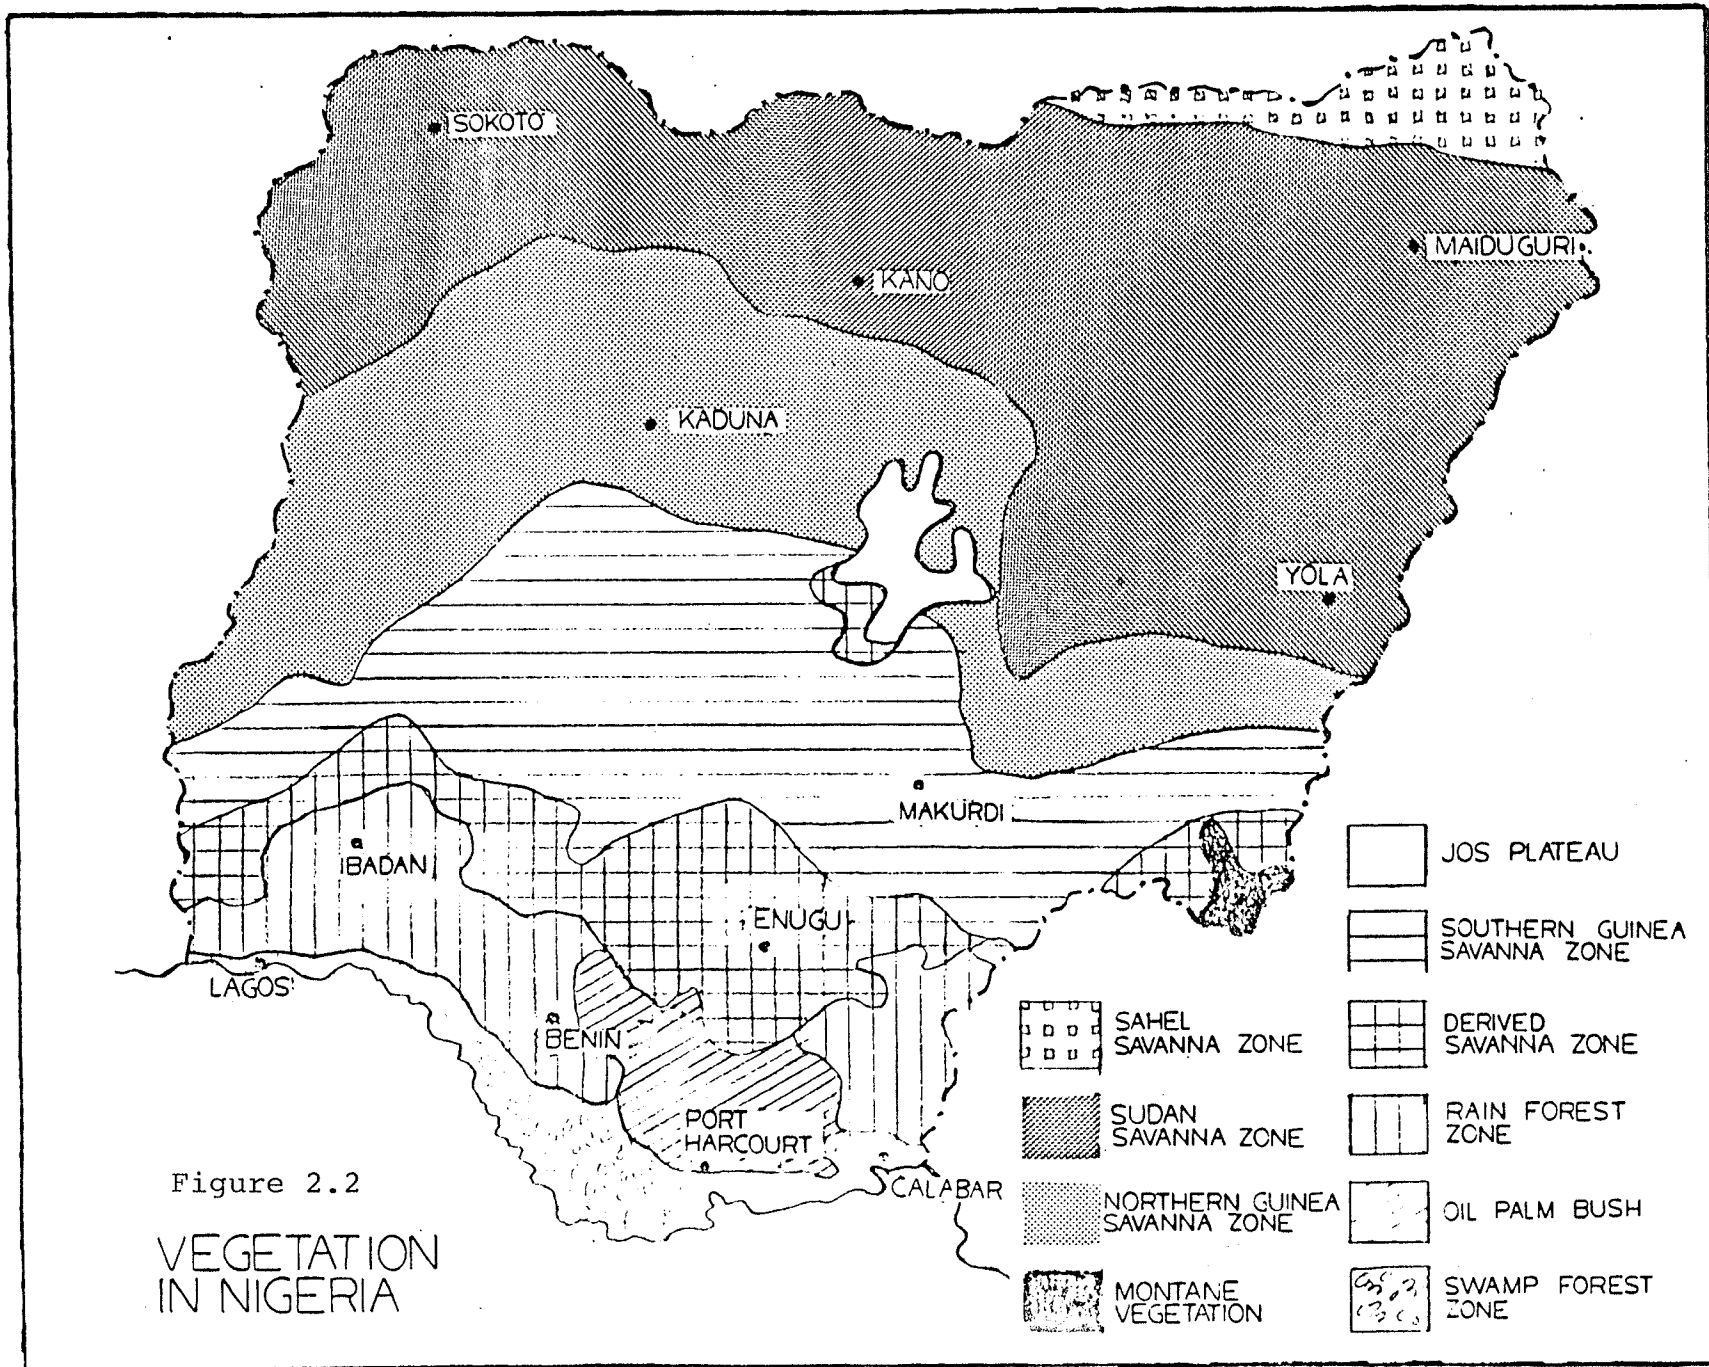 SOKOTO
MAIDUGURI
KANO
KADUNA
YOLA
MAKURDI
IBADAN
ENUGU
LAGOS
BENIN
PORT
HARCOURT
CALABAR
Figure 2.2
VEGETATION
IN NIGERIA
JOS PLATEAU
SOUTHERN GUINEA
SAVANNA ZONE
SAHEL
SAVANNA ZONE
DERIVED
SAVANNA ZONE
SUDAN
SAVANNA ZONE
RAIN FOREST
ZONE
NORTHERN GUINEA
SAVANNA ZONE
OIL PALM BUSH
MONTANE
VEGETATION
SWAMP FOREST
ZONE